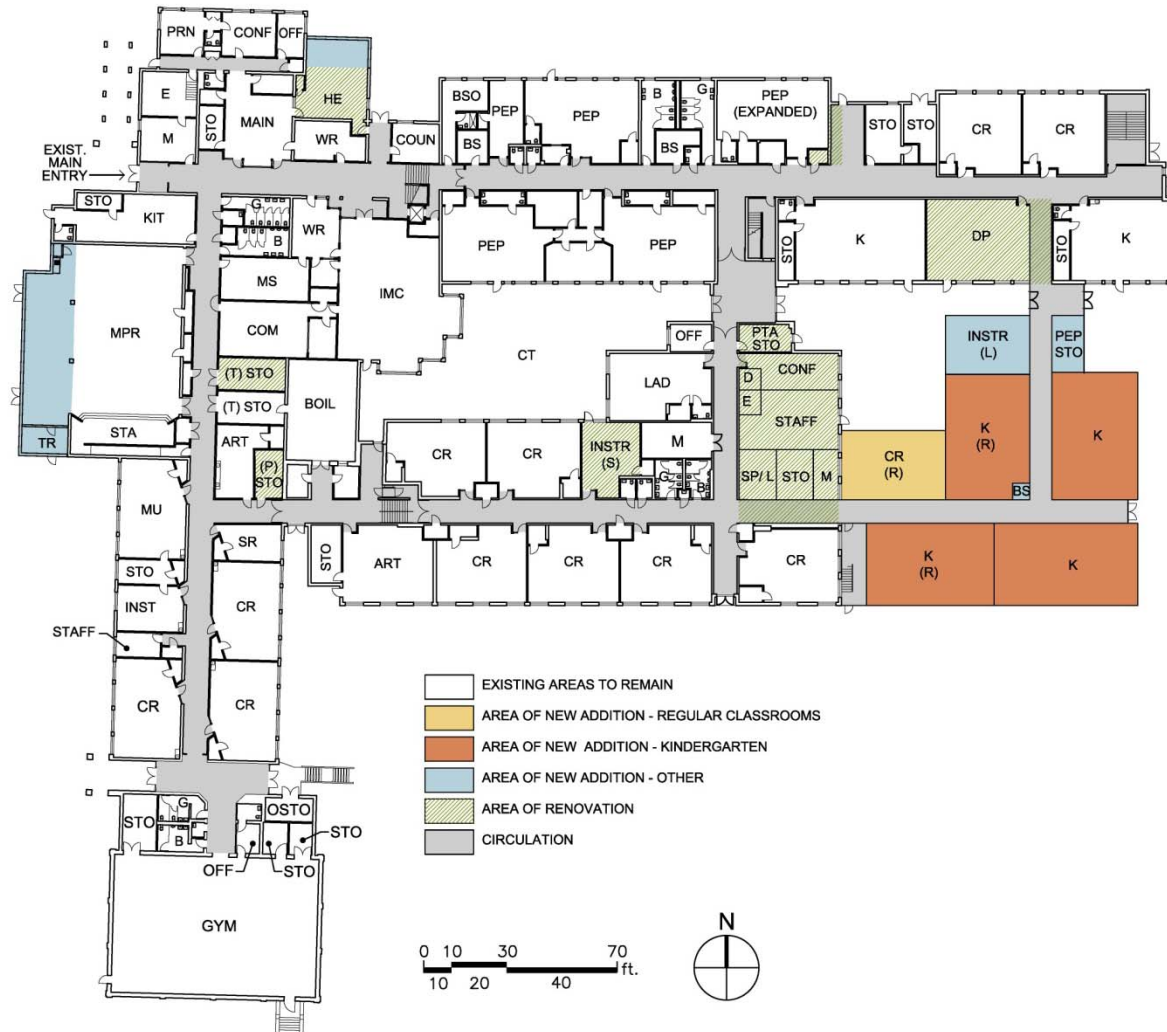 PRN
CONF
OFF
HE
E
STO
MAIN
M
WR
COUN
BSO
PEP
BS
PEP
B
G
BS
PEP
(EXPANDED)
STO
STO
CR
CR
EXIST.
MAIN
ENTRY
STO
KIT
G
B
WR
MS
IMC
COM
MPR
PEP
PEP
CT
STO
K
DP
STO
K
OFF
PTA
STO
INSTR
(L)
PEP
STO
D
CONF
E
STAFF
LAD
(T) STO
(T) STO
BOIL
STA
TR
ART
(P)
STO
CR
CR
INSTR
(S)
M
G
B
SP/ L
STO
M
CR
(R)
K
(R)
BS
K
MU
STO
INST
STAFF
CR
SR
CR
CR
STO
ART
CR
CR
CR
CR
K
(R)
K
EXISTING AREAS TO REMAIN
AREA OF NEW ADDITION - REGULAR CLASSROOMS
AREA OF NEW ADDITION - KINDERGARTEN
AREA OF NEW ADDITION - OTHER
AREA OF RENOVATION
CIRCULATION
STO
G
B
OSTO
STO
OFF
STO
GYM
0 10 30 70
ft.
10 20 40
N